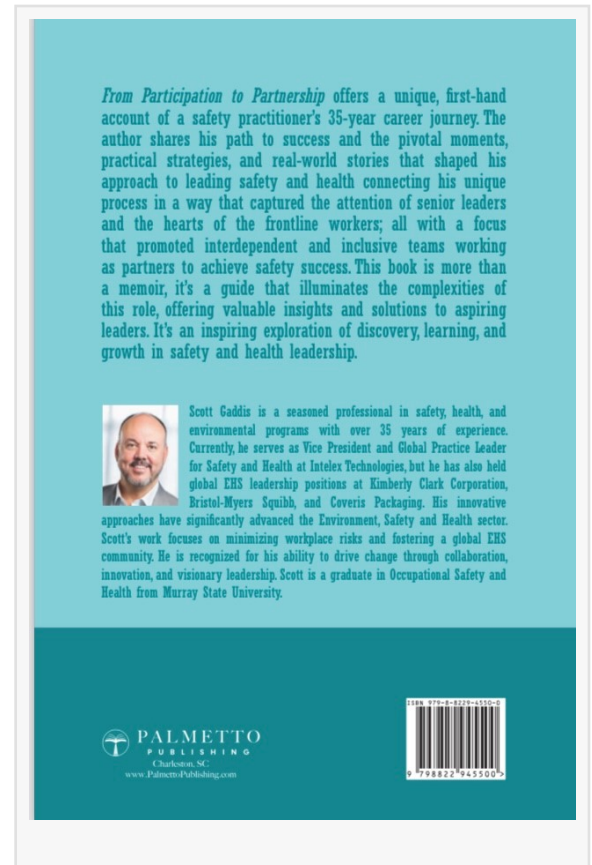 From Participation to Partnership offers a unique, first-hand
account of a safety practitioner's 35-year career journey. The
author shares his path to success and the pivotal moments,
practical strategies, and real-world stories that shaped his
approach to leading safety and health connecting his unique
process in a way that captured the attention of senior leaders
and the hearts of the frontline workers; all with a focus
that promoted interdependent and inclusive teams working
as partners to achieve safety success. This book is more than
a memoir, it's a guide that illuminates the complexities of
this role, offering valuable insights and solutions to aspiring
leaders. It's an inspiring exploration of discovery, learning, and
growth in safety and health leadership.
Scott Gaddis is a seasoned professional in safety, health, and
environmental programs with over 35 years of experience.
Currently, he serves as Vice President and Global Practice Leader
for Safety and Health at Intelex Technologies, but he has also held
global EHS leadership positions at Kimberly Clark Corporation,
Bristol-Myers Squibb, and Coveris Packaging. His innovative
approaches have significantly advanced the Environment, Safety and Health sector.
Scott's work focuses on minimizing workplace risks and fostering a global EHS
community. He is recognized for his ability to drive change through collaboration,
innovation, and visionary leadership. Scott is a graduate in Occupational Safety and
Health from Murray State University.
PALMETTO
PUBLISHING
Charleston, SC
www.PalmettoPublishing.com
ISBN 979-8-8229-4550-0
9 798822 945500 >